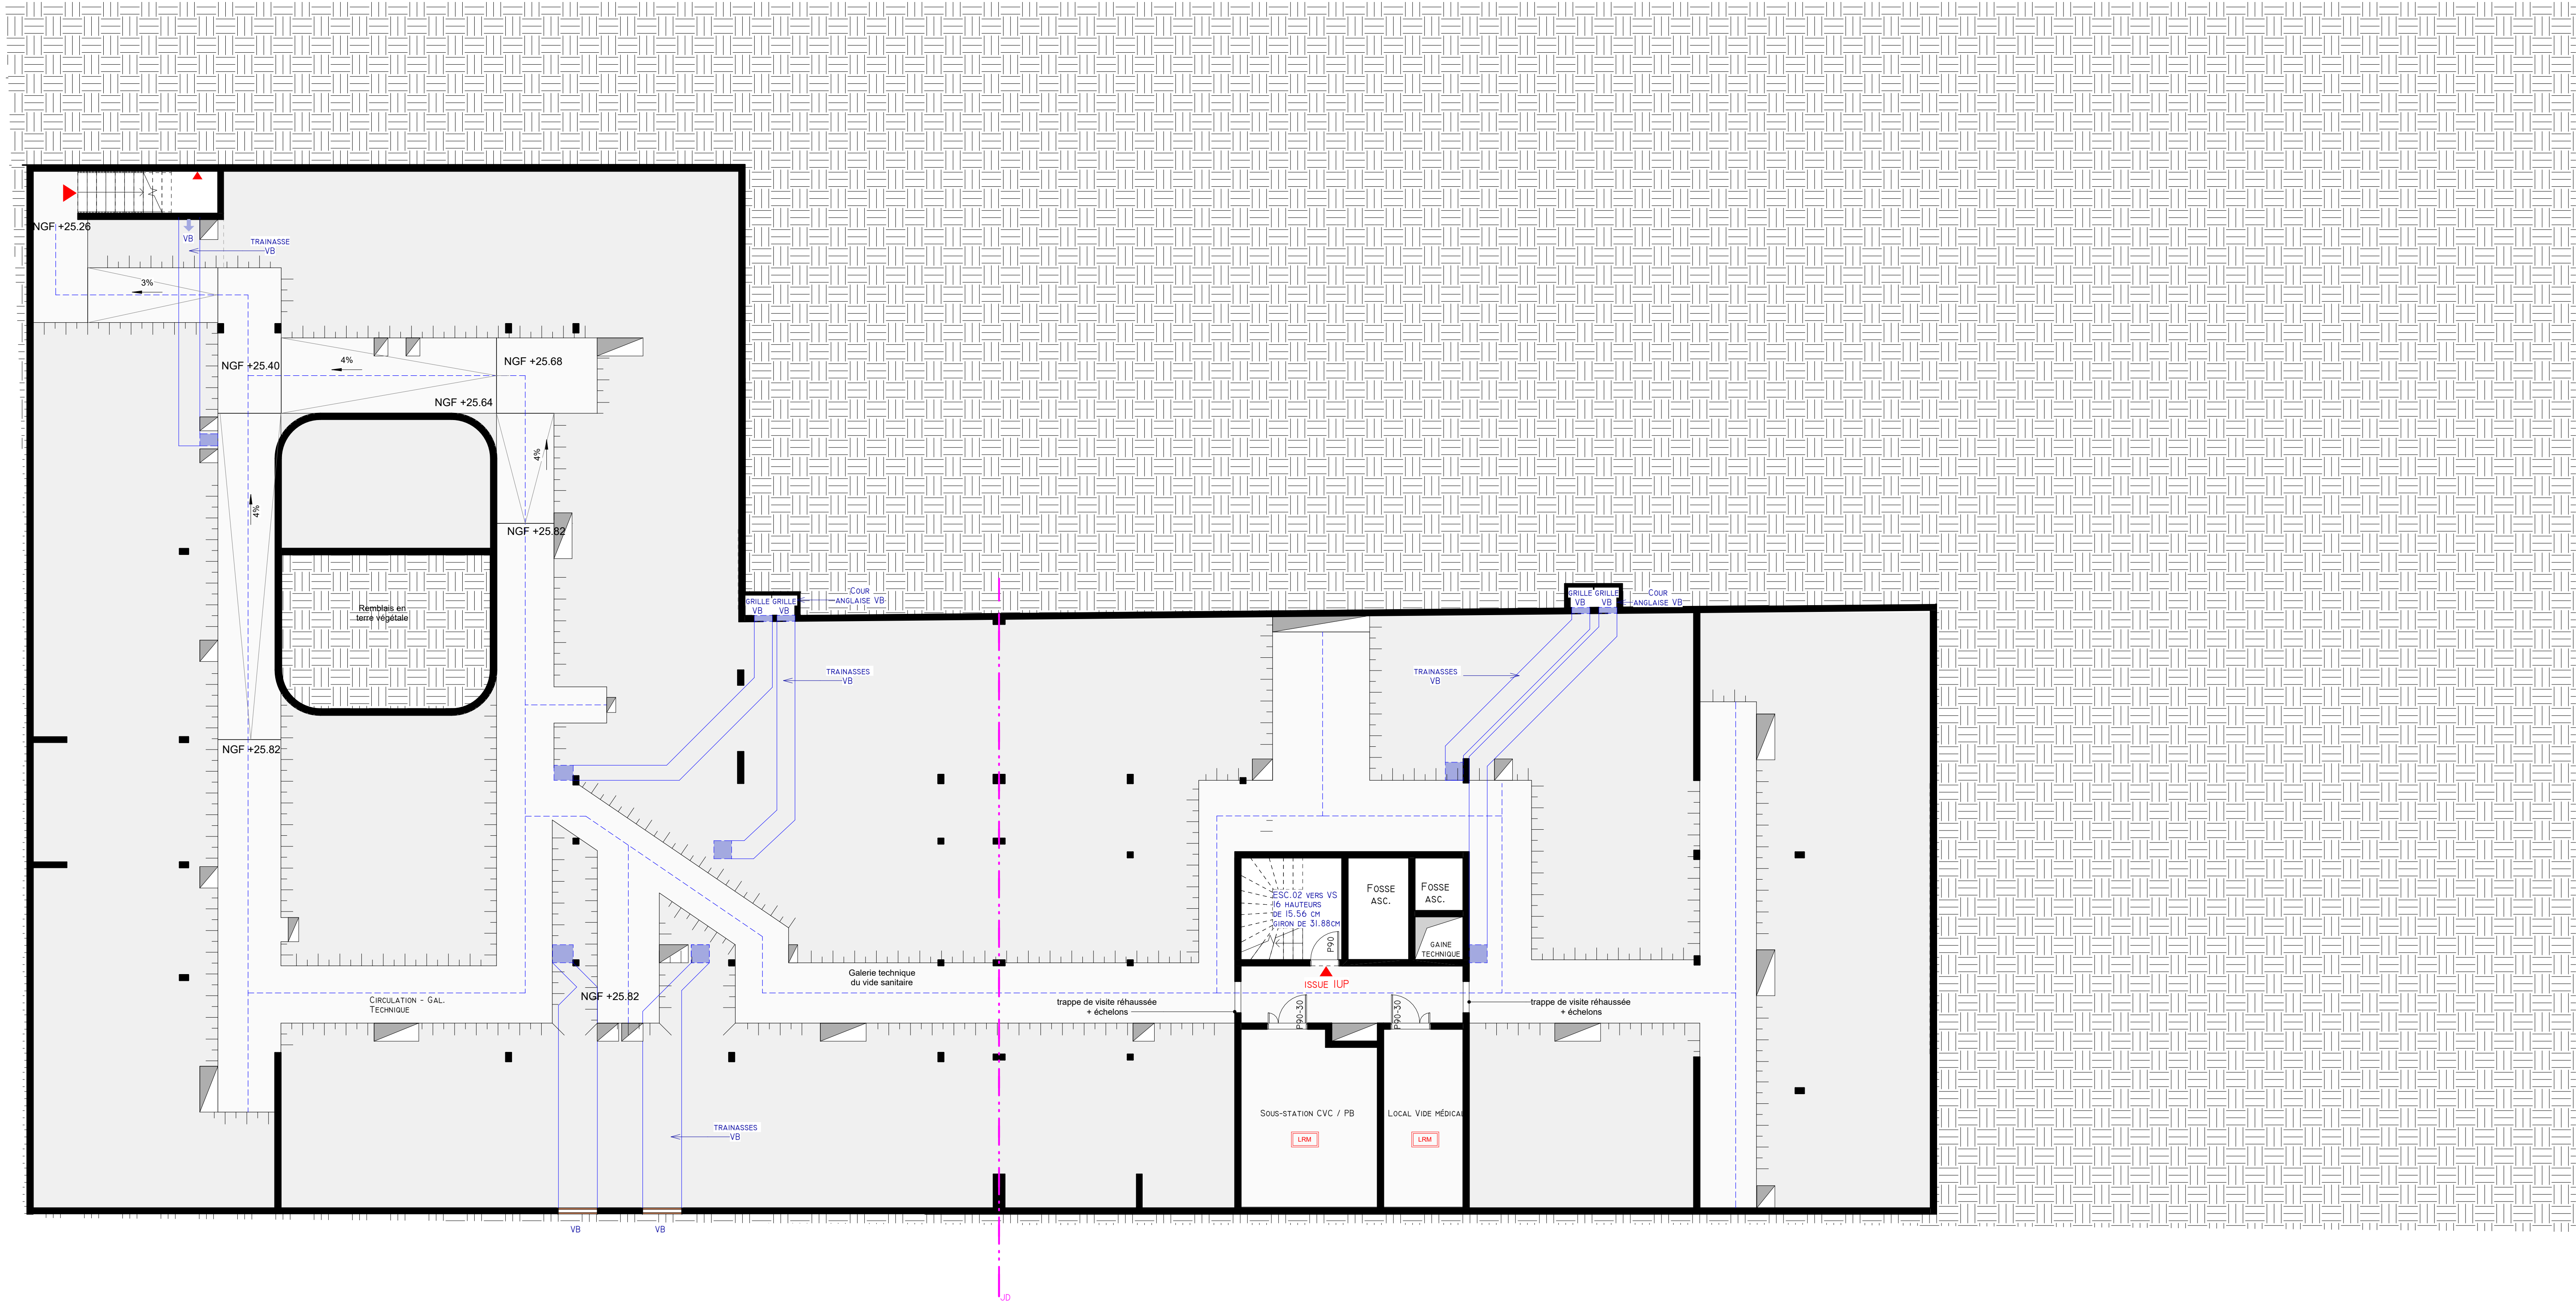 NGF +25.26
VB
TRAINASSE
VB
3%
NGF +25.40
4%
NGF +25.68
NGF +25.64
4%
4%
NGF +25.82
NGF +25.82
Remblais en
terre végétale
GRILLE GRILLE
VB VB
COUR
ANGLAISE VB
GRILLE GRILLE
VB VB
COUR
ANGLAISE VB
TRAINASSES
VB
TRAINASSES
VB
ESC.02 VERS VS
16 HAUTEURS
DE 15.56 CM
GIRON DE 31.88CM
P90
FOSSE
ASC.
FOSSE
ASC.
GAINE
TECHNIQUE
ISSUE 1UP
Galerie technique
du vide sanitaire
CIRCULATION - GAL.
TECHNIQUE
NGF +25.82
trappe de visite réhaussée
+ échelons
P90-30
P90-30
trappe de visite réhaussée
+ échelons
SOUS-STATION CVC / PB
LRM
LOCAL VIDE MÉDICAL
LRM
TRAINASSES
VB
VB
VB
JD